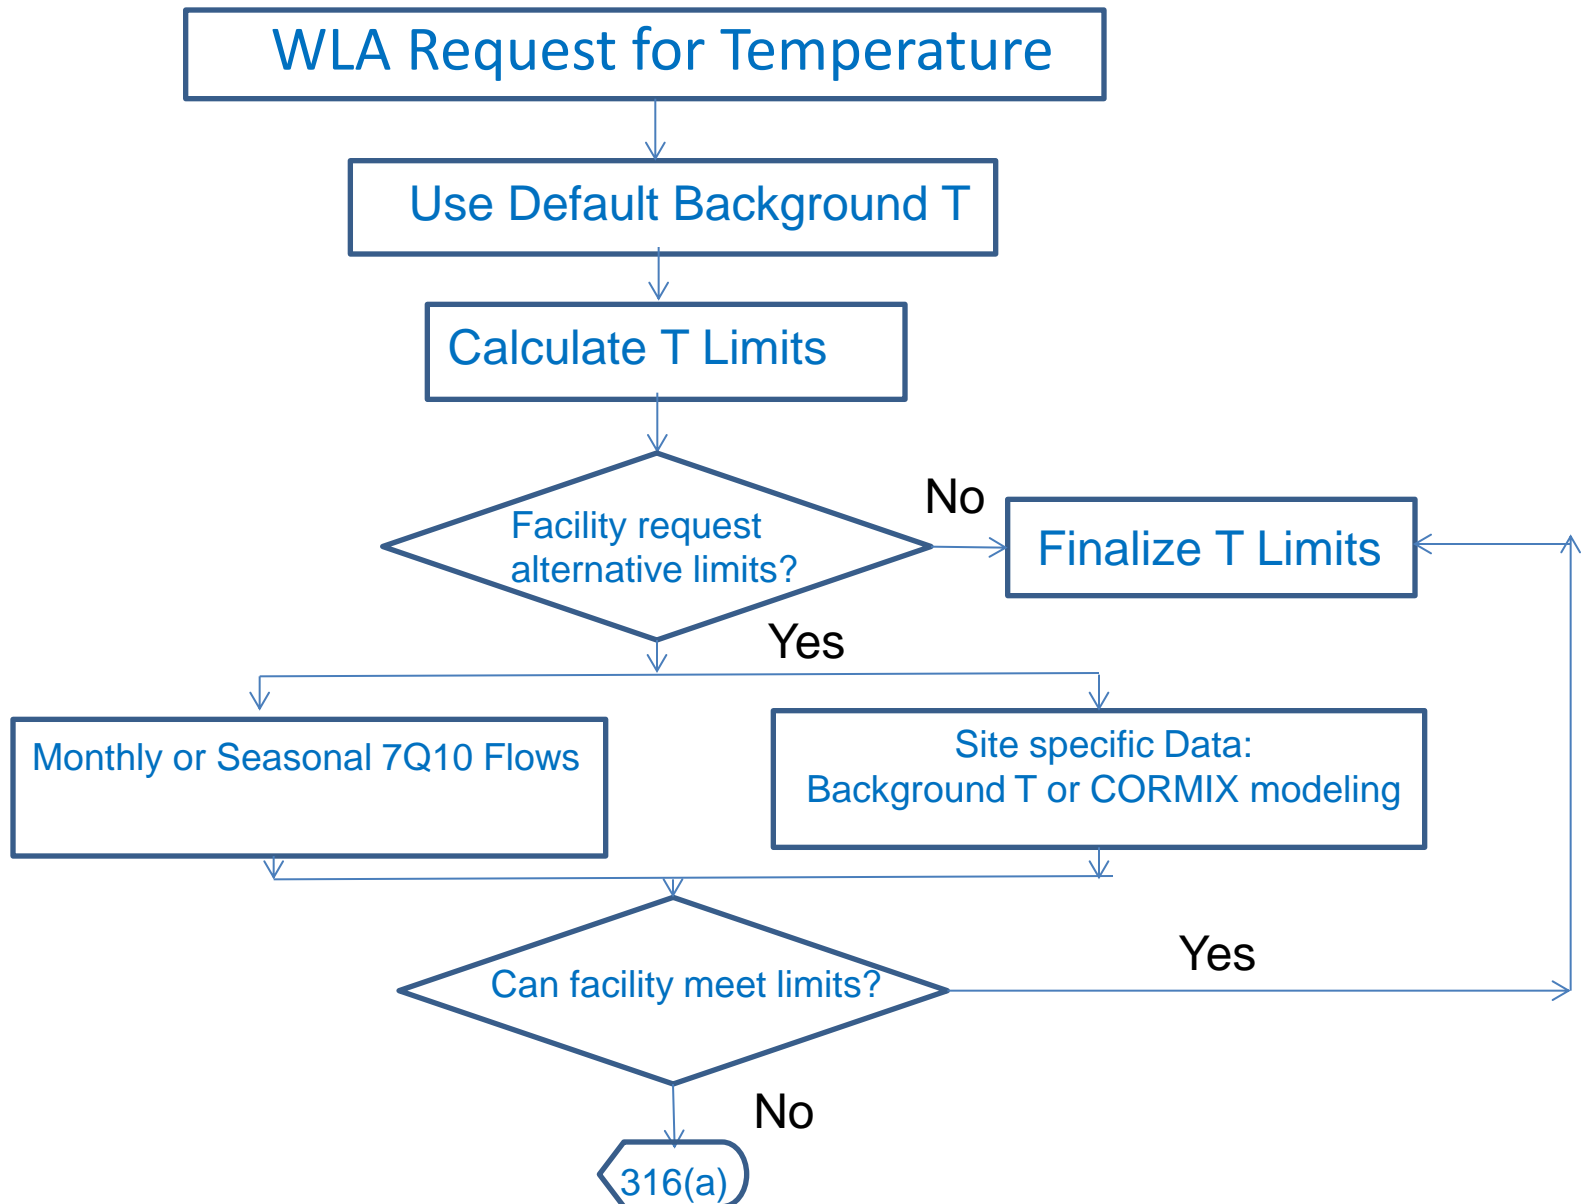 WLA Request for Temperature
Use Default Background T
Calculate T Limits
Facility request
alternative limits?
No
Finalize T Limits
Yes
Monthly or Seasonal 7Q10 Flows
Site specific Data:
Background T or CORMIX modeling
Can facility meet limits?
Yes
No
316(a)